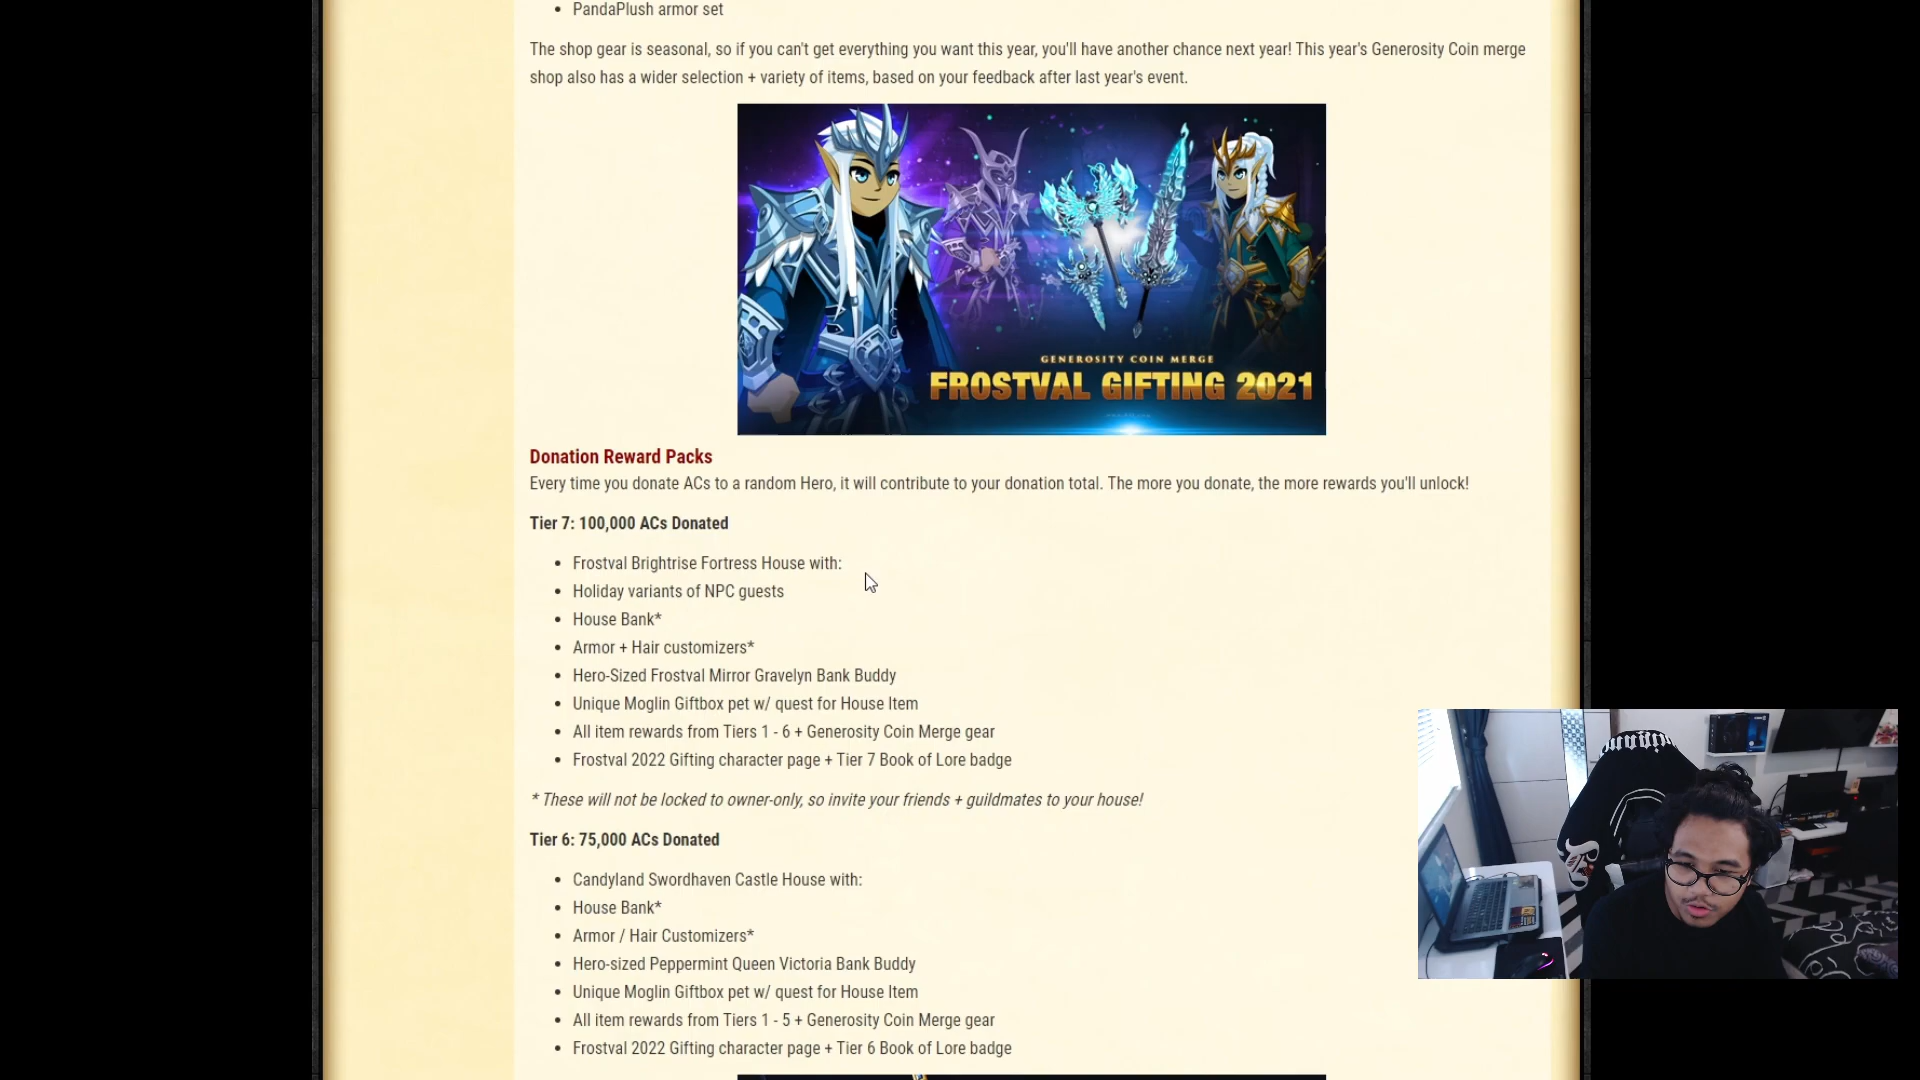 PandaPlush armor set
The shop gear is seasonal, so if you can't get everything you want this year, you'll have another chance next year! This year's Generosity Coin merge
shop also has a wider selection + variety of items, based on your feedback after last year's event.
GENEROSITY COIN MERGE
FROSTVAL GIFTING 2021
Donation Reward Packs
Every time you donate ACs to a random Hero, it will contribute to your donation total. The more you donate, the more rewards you'll unlock!
Tier 7: 100,000 ACs Donated
Frostval Brightrise Fortress House with:
Holiday variants of NPC guests
House Bank*
Armor + Hair customizers*
Hero-Sized Frostval Mirror Gravelyn Bank Buddy
Unique Moglin Giftbox pet w/ quest for House Item
All item rewards from Tiers 1 - 6 + Generosity Coin Merge gear
Frostval 2022 Gifting character page + Tier 7 Book of Lore badge
* These will not be locked to owner-only, so invite your friends + guildmates to your house!
Tier 6: 75,000 ACs Donated
Candyland Swordhaven Castle House with:
House Bank*
Armor / Hair Customizers*
Hero-sized Peppermint Queen Victoria Bank Buddy
Unique Moglin Giftbox pet w/ quest for House Item
All item rewards from Tiers 1 - 5 + Generosity Coin Merge gear
Frostval 2022 Gifting character page + Tier 6 Book of Lore badge